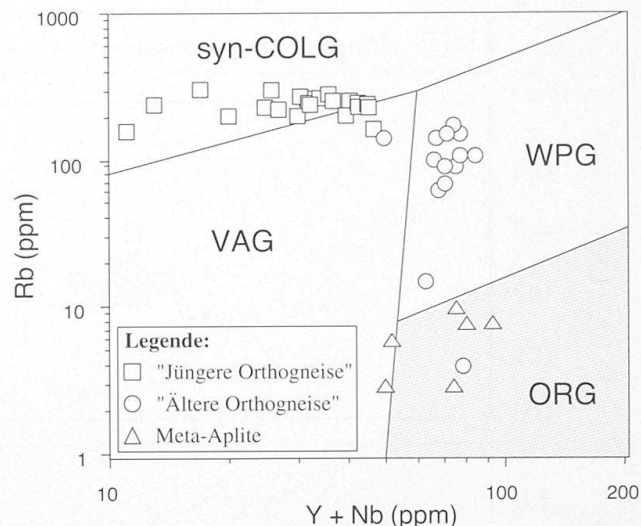 1000
syn-COLG
100
WPG
Rb (ppm)
VAG
10
Legende:
"Jüngere Orthogneise"
"Ältere Orthogneise"
Meta-Aplite
ORG
1
10
100
200
Y + Nb (ppm)